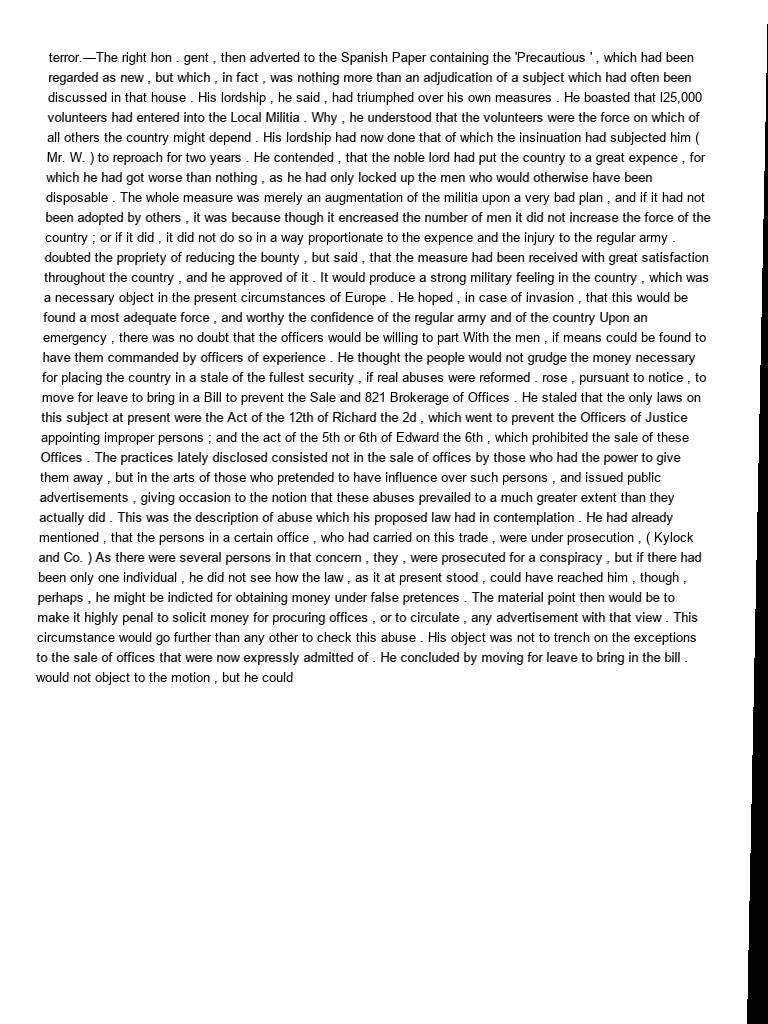 terror.—The right hon . gent , then adverted to the Spanish Paper containing the 'Precautious ' , which had been
regarded as new , but which , in fact , was nothing more than an adjudication of a subject which had often been
discussed in that house . His lordship , he said , had triumphed over his own measures . He boasted that l25,000
volunteers had entered into the Local Militia . Why , he understood that the volunteers were the force on which of
all others the country might depend . His lordship had now done that of which the insinuation had subjected him (
Mr. W. ) to reproach for two years . He contended , that the noble lord had put the country to a great expence , for
which he had got worse than nothing , as he had only locked up the men who would otherwise have been
disposable . The whole measure was merely an augmentation of the militia upon a very bad plan , and if it had not
been adopted by others , it was because though it encreased the number of men it did not increase the force of the
country ; or if it did , it did not do so in a way proportionate to the expence and the injury to the regular army .
doubted the propriety of reducing the bounty , but said , that the measure had been received with great satisfaction
throughout the country , and he approved of it . It would produce a strong military feeling in the country , which was
a necessary object in the present circumstances of Europe . He hoped , in case of invasion , that this would be
found a most adequate force , and worthy the confidence of the regular army and of the country Upon an
emergency , there was no doubt that the officers would be willing to part With the men , if means could be found to
have them commanded by officers of experience . He thought the people would not grudge the money necessary
for placing the country in a stale of the fullest security , if real abuses were reformed . rose , pursuant to notice , to
move for leave to bring in a Bill to prevent the Sale and 821 Brokerage of Offices . He staled that the only laws on
this subject at present were the Act of the 12th of Richard the 2d , which went to prevent the Officers of Justice
appointing improper persons ; and the act of the 5th or 6th of Edward the 6th , which prohibited the sale of these
Offices . The practices lately disclosed consisted not in the sale of offices by those who had the power to give
them away , but in the arts of those who pretended to have influence over such persons , and issued public
advertisements , giving occasion to the notion that these abuses prevailed to a much greater extent than they
actually did . This was the description of abuse which his proposed law had in contemplation . He had already
mentioned , that the persons in a certain office , who had carried on this trade , were under prosecution , ( Kylock
and Co. ) As there were several persons in that concern , they , were prosecuted for a conspiracy , but if there had
been only one individual , he did not see how the law , as it at present stood , could have reached him , though ,
perhaps , he might be indicted for obtaining money under false pretences . The material point then would be to
make it highly penal to solicit money for procuring offices , or to circulate , any advertisement with that view . This
circumstance would go further than any other to check this abuse . His object was not to trench on the exceptions
to the sale of offices that were now expressly admitted of . He concluded by moving for leave to bring in the bill .
would not object to the motion , but he could